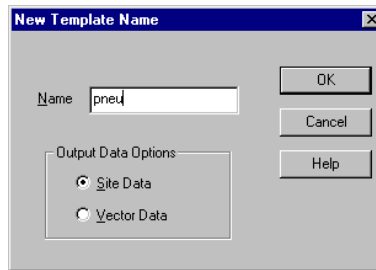 New Template Name
Name pneu
OK
Cancel
Help
Output Data Options
Site Data
Vector Data